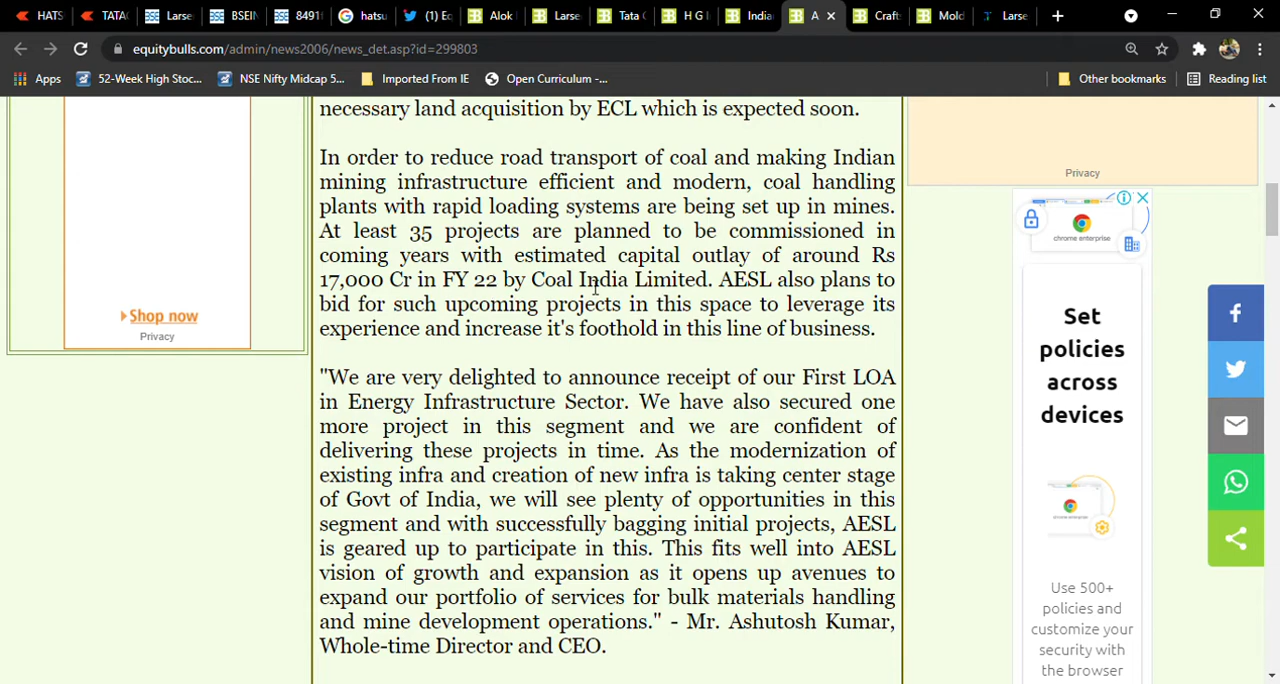 HATS
TATA
Larse
BSEIN
8491
hatsu
(1) Ec
Alok
Larse
Tata
H G I
India
A
Craft
Mold
Larse
equitybulls.com/admin/news2006/news_det.asp?id=299803
Apps
52-Week High Stoc...
NSE Nifty Midcap 5...
Imported From IE
Open Curriculum -...
Other bookmarks
Reading list
necessary land acquisition by ECL which is expected soon.
In order to reduce road transport of coal and making Indian
mining infrastructure efficient and modern, coal handling
plants with rapid loading systems are being set up in mines.
At least 35 projects are planned to be commissioned in
coming years with estimated capital outlay of around Rs
17,000 Cr in FY 22 by Coal India Limited. AESL also plans to
bid for such upcoming projects in this space to leverage its
experience and increase it's foothold in this line of business.
"We are very delighted to announce receipt of our First LOA
in Energy Infrastructure Sector. We have also secured one
more project in this segment and we are confident of
delivering these projects in time. As the modernization of
existing infra and creation of new infra is taking center stage
of Govt of India, we will see plenty of opportunities in this
segment and with successfully bagging initial projects, AESL
is geared up to participate in this. This fits well into AESL
vision of growth and expansion as it opens up avenues to
expand our portfolio of services for bulk materials handling
and mine development operations." - Mr. Ashutosh Kumar,
Whole-time Director and CEO.
Shop now
Privacy
Privacy
chrome enterprise
Set
policies
across
devices
Use 500+
policies and
customize your
security with
the browser